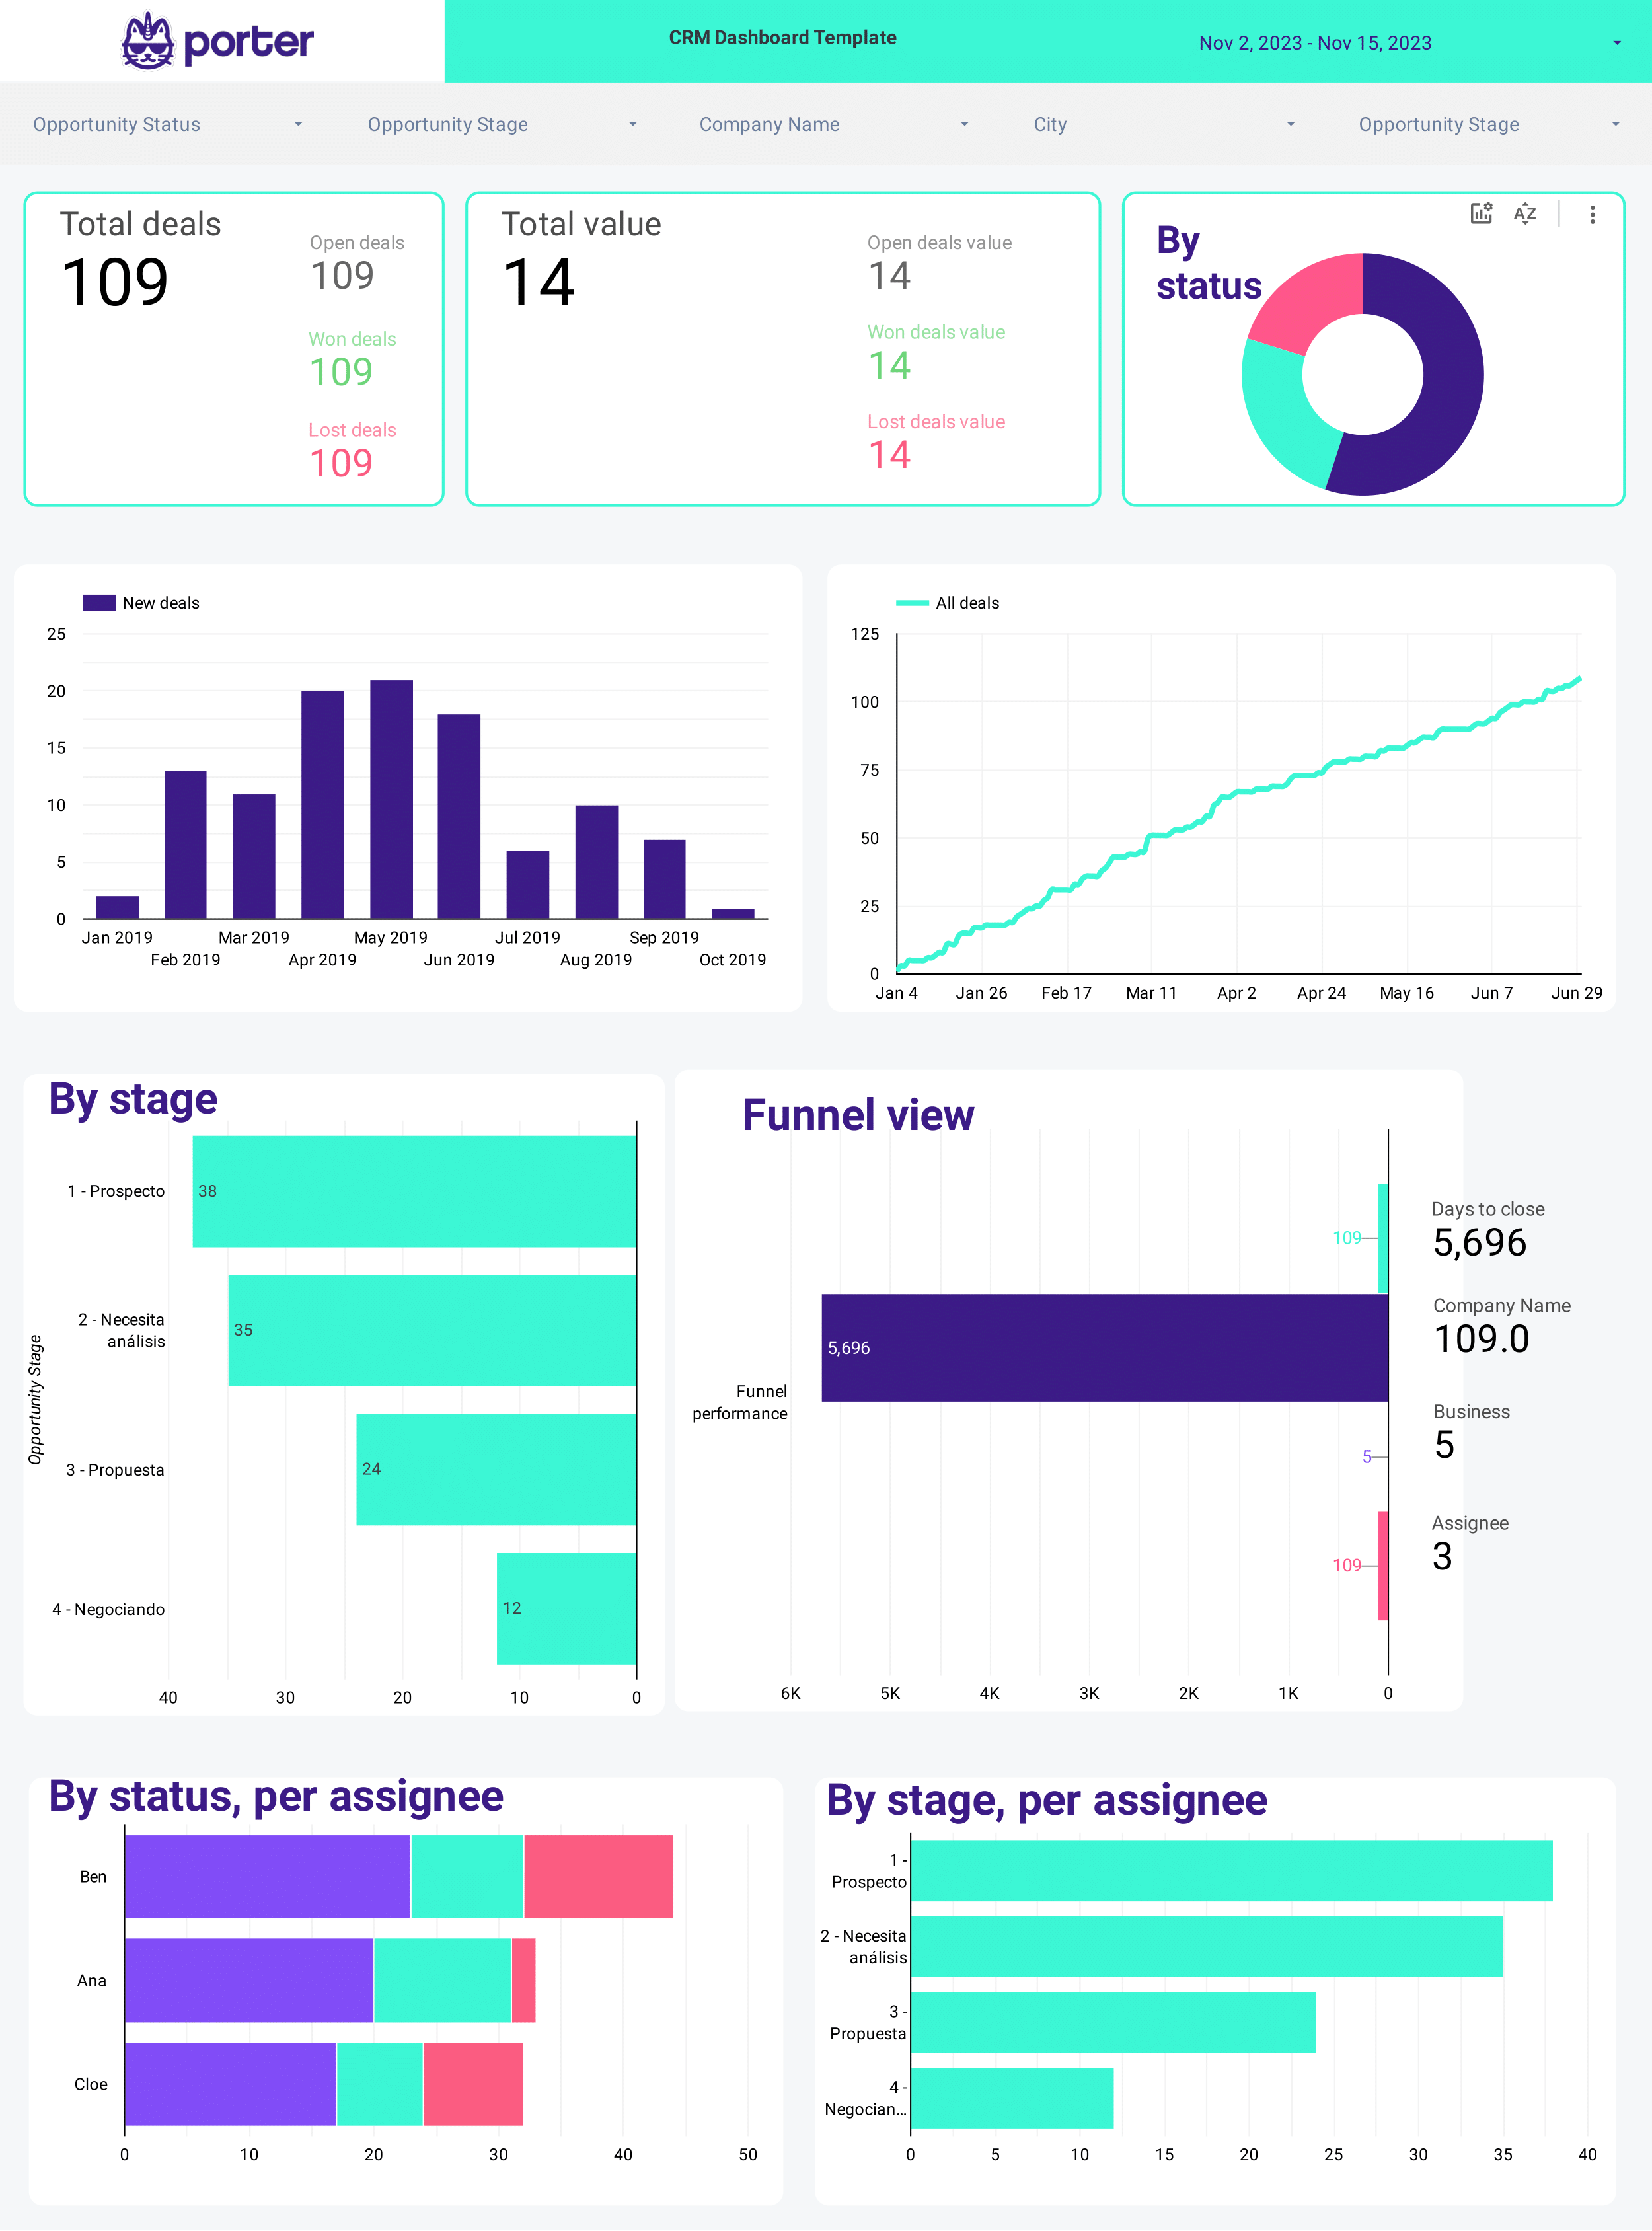 porter
CRM Dashboard Template
Nov 2, 2023 - Nov 15, 2023
Opportunity Status
Opportunity Stage
Company Name
City
Opportunity Stage
Total deals
109
Open deals
109
Won deals
109
Lost deals
109
Total value
14
Open deals value
14
Won deals value
14
Lost deals value
14
By
status
AZ
New deals
25
20
15
10
5
0
Jan 2019
Feb 2019
Mar 2019
Apr 2019
May 2019
Jun 2019
Jul 2019
Aug 2019
Sep 2019
Oct 2019
All deals
125
100
75
50
25
0
Jan 4
Jan 26
Feb 17
Mar 11
Apr 2
Apr 24
May 16
Jun 7
Jun 29
By stage
Opportunity Stage
1 - Prospecto
38
2 - Necesita
análisis
35
3 - Propuesta
24
4 - Negociando
12
40
30
20
10
0
Funnel view
Funnel
performance
109
5,696
5
109
6K
5K
4K
3K
2K
1K
0
Days to close
5,696
Company Name
109.0
Business
5
Assignee
3
By status, per assignee
Ben
Ana
Cloe
0
10
20
30
40
50
By stage, per assignee
1 -
Prospecto
2 - Necesita
análisis
3 -
Propuesta
4 -
Negocian...
0
5
10
15
20
25
30
35
40